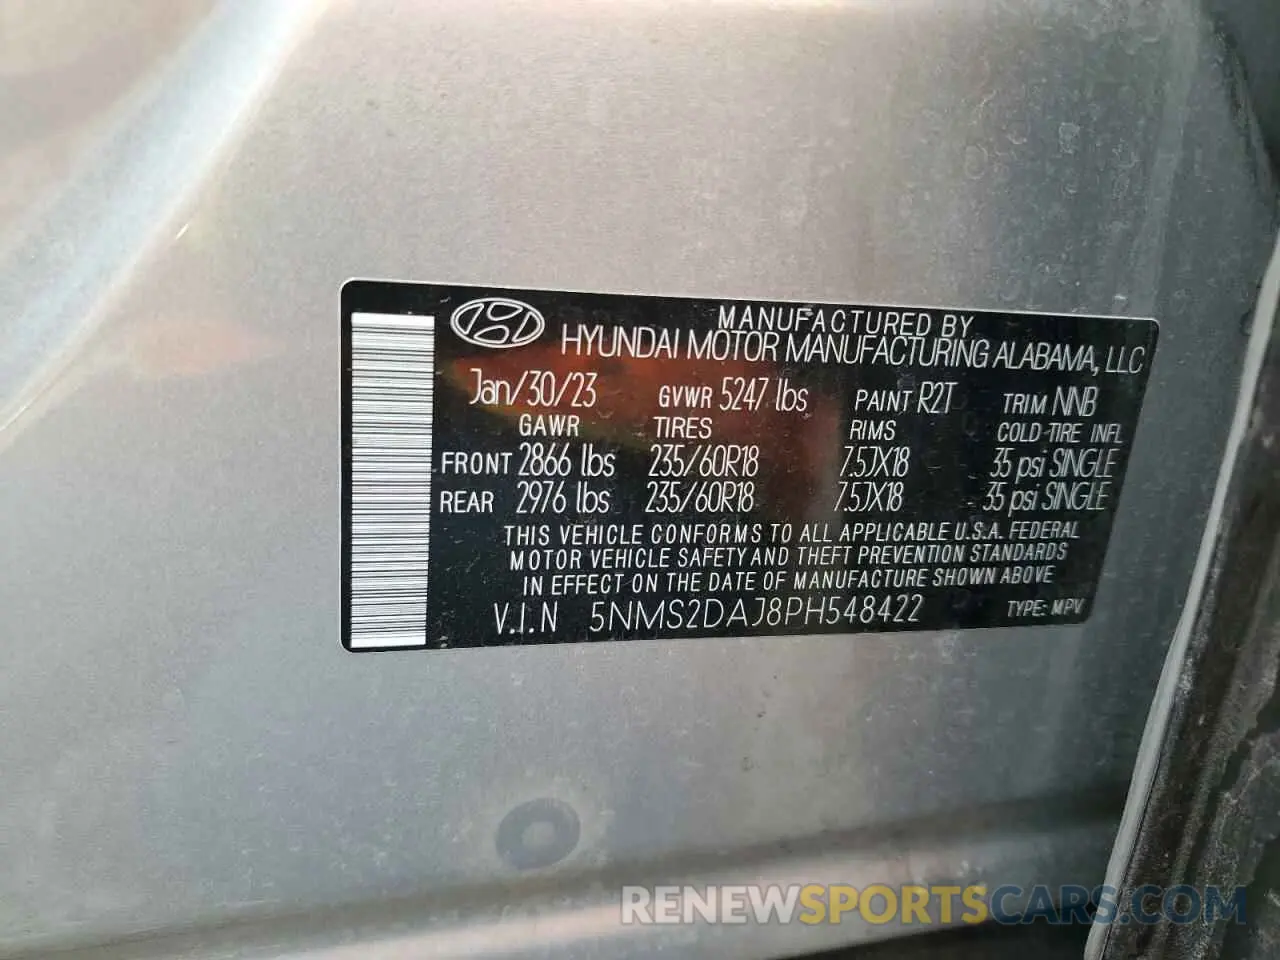 MANUFACTURED BY
HYUNDAI MOTOR MANUFACTURING ALABAMA, LLC
Jan/30/23 GVWR 5247 lbs PAINT R2T TRIM NNB
GAWR TIRES RIMS COLD TIRE INFL
FRONT 2866 lbs 235/60R18 7.5JX18 35 psi SINGLE
REAR 2976 lbs 235/60R18 7.5JX18 35 psi SINGLE
THIS VEHICLE CONFORMS TO ALL APPLICABLE U.S.A. FEDERAL
MOTOR VEHICLE SAFETY AND THEFT PREVENTION STANDARDS
IN EFFECT ON THE DATE OF MANUFACTURE SHOWN ABOVE
V.I.N 5NMS2DAJ8PH548422 TYPE: MPV
RENEWSPORTSCARS.COM